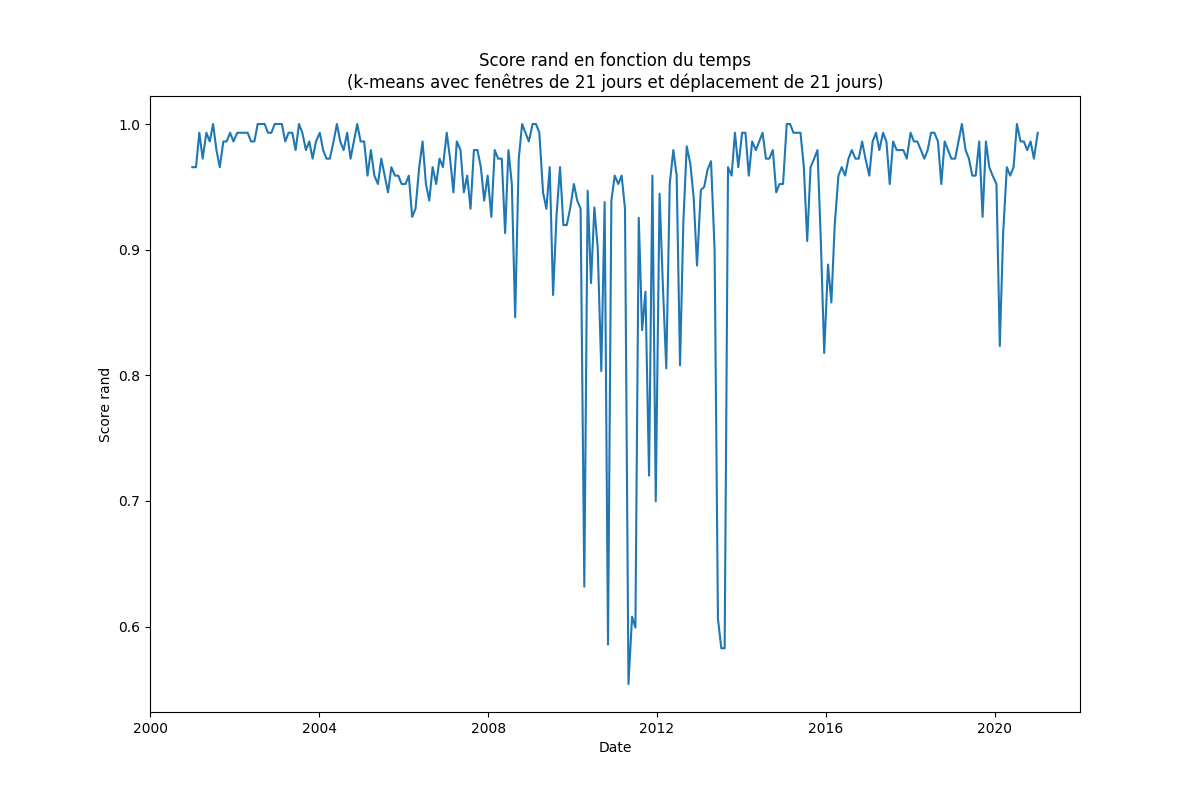 Score rand en fonction du temps
(k-means avec fenêtres de 21 jours et déplacement de 21 jours)
1.0
0.9
0.8
0.7
0.6
Score rand
2000 2004 2008 2012 2016 2020
Date